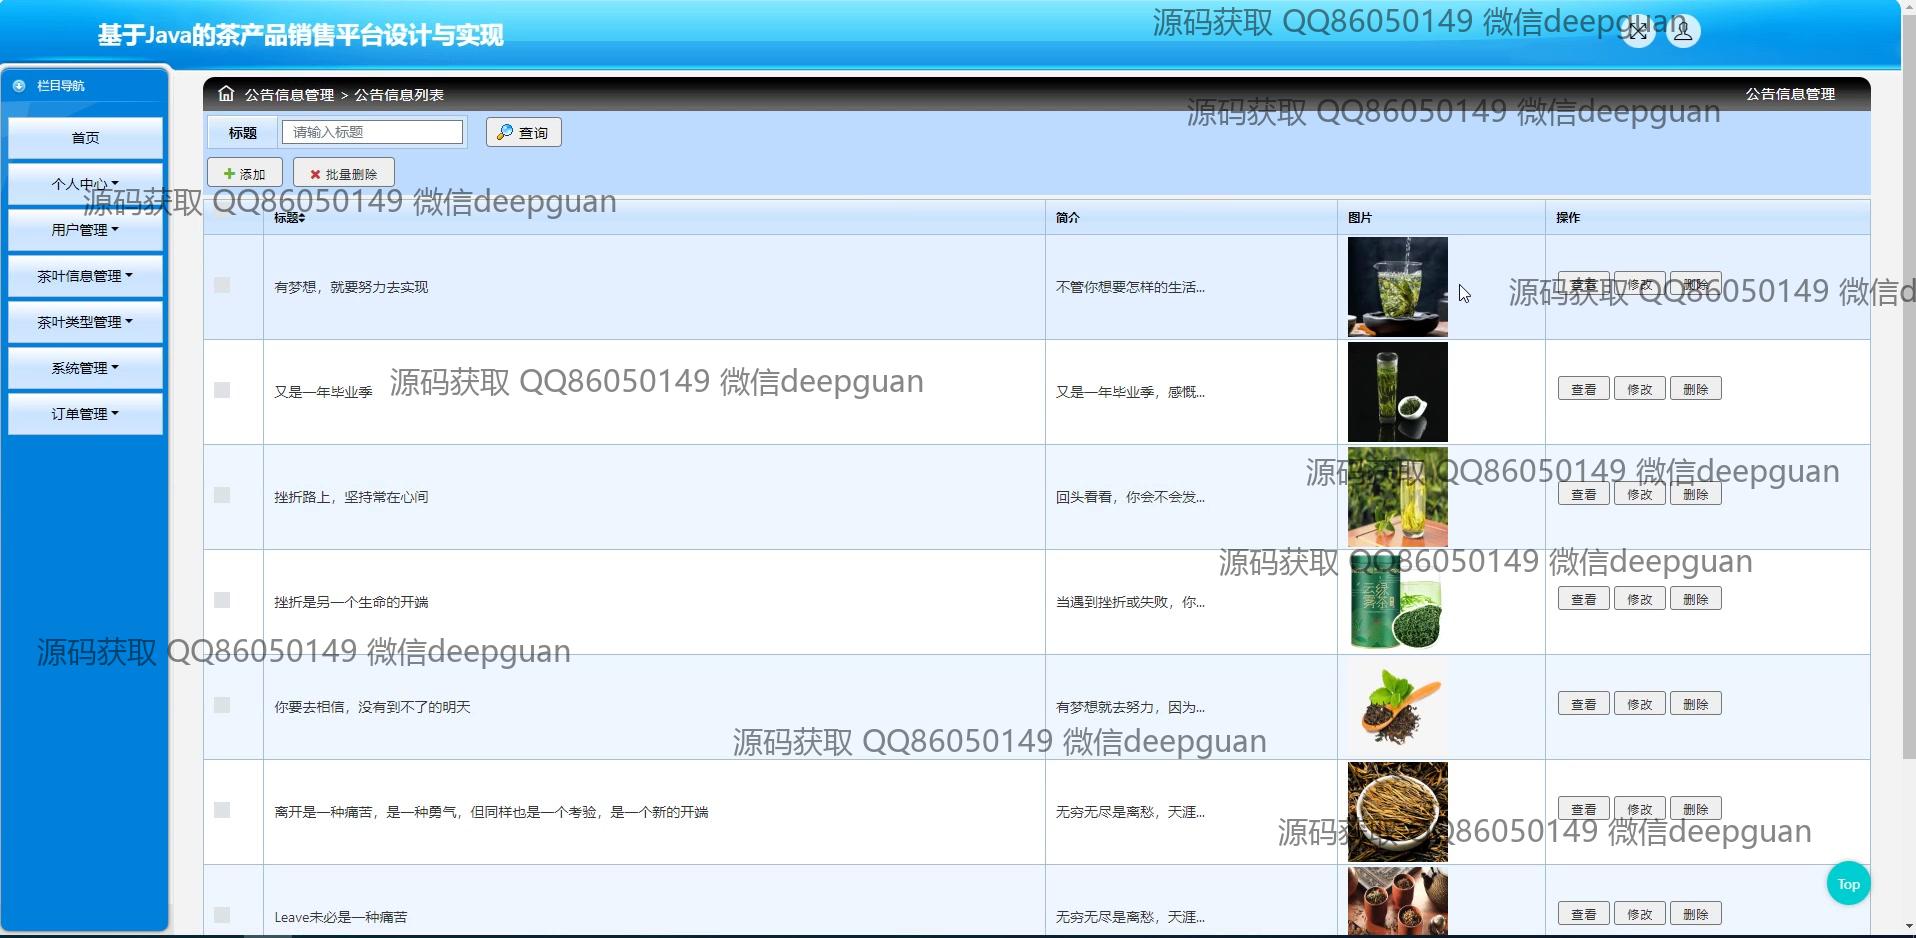 基于Java的茶产品销售平台设计与实现
源码获取 QQ86050149 微信deepguan
栏目导航
首页
个人中心
用户管理
茶叶信息管理
茶叶类型管理
系统管理
订单管理
公告信息管理 > 公告信息列表
公告信息管理
源码获取 QQ86050149 微信deepguan
标题
请输入标题
查询
添加
批量删除
源码获取 QQ86050149 微信deepguan
标题 简介 图片 操作
有梦想，就要努力去实现 不管你想要怎样的生活... 查看 修改 删除
源码获取 QQ86050149 微信d
又是一年毕业季 又是一年毕业季，感慨... 查看 修改 删除
源码获取 QQ86050149 微信deepguan
源码获取 QQ86050149 微信deepguan
挫折路上，坚持常在心间 回头看看，你会不会发... 查看 修改 删除
源码获取 QQ86050149 微信deepguan
云绿
雾茶
挫折是另一个生命的开端 当遇到挫折或失败，你... 查看 修改 删除
源码获取 QQ86050149 微信deepguan
你要去相信，没有到不了的明天 有梦想就去努力，因为... 查看 修改 删除
源码获取 QQ86050149 微信deepguan
离开是一种痛苦，是一种勇气，但同样也是一个考验，是一个新的开端 无穷无尽是离愁，天涯... 查看 修改 删除
源码获取 QQ86050149 微信deepguan
Top
Leave未必是一种痛苦 无穷无尽是离愁，天涯... 查看 修改 删除